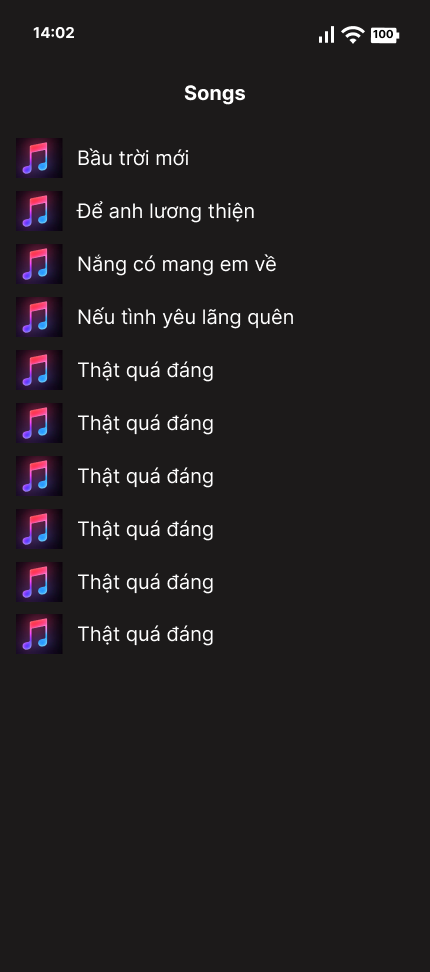 14:02
100
Songs
Bầu trời mới
Để anh lương thiện
Nắng có mang em về
Nếu tình yêu lãng quên
Thật quá đáng
Thật quá đáng
Thật quá đáng
Thật quá đáng
Thật quá đáng
Thật quá đáng